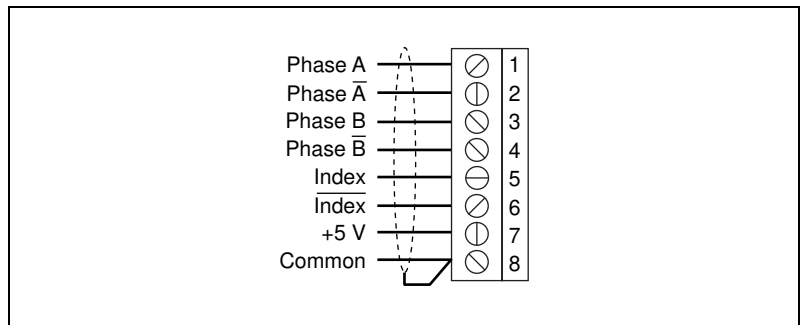 Phase A 1
Phase A̅ 2
Phase B 3
Phase B̅ 4
Index 5
I̅n̅d̅e̅x̅ 6
+5 V 7
Common 8